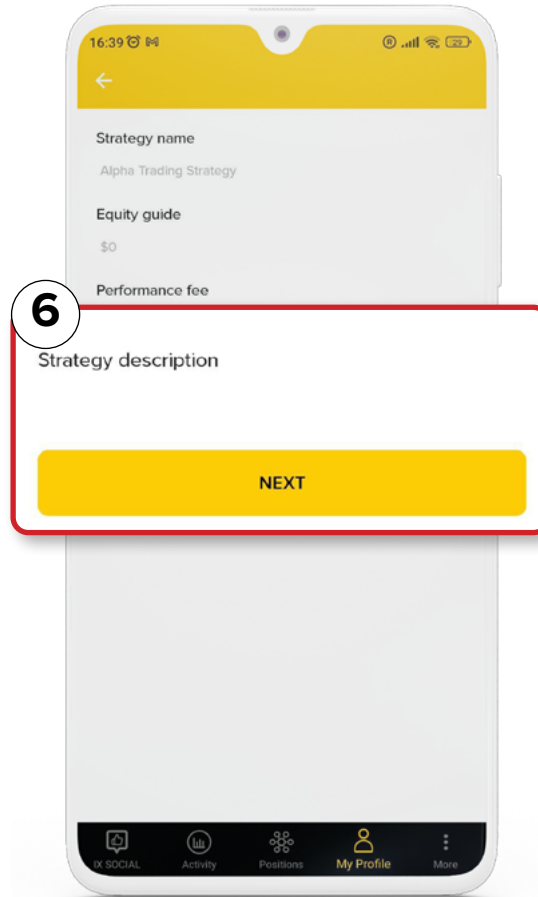 16:39
29
Strategy name
Alpha Trading Strategy
Equity guide
$0
Performance fee
6
Strategy description
NEXT
IX SOCIAL Activity Positions My Profile More